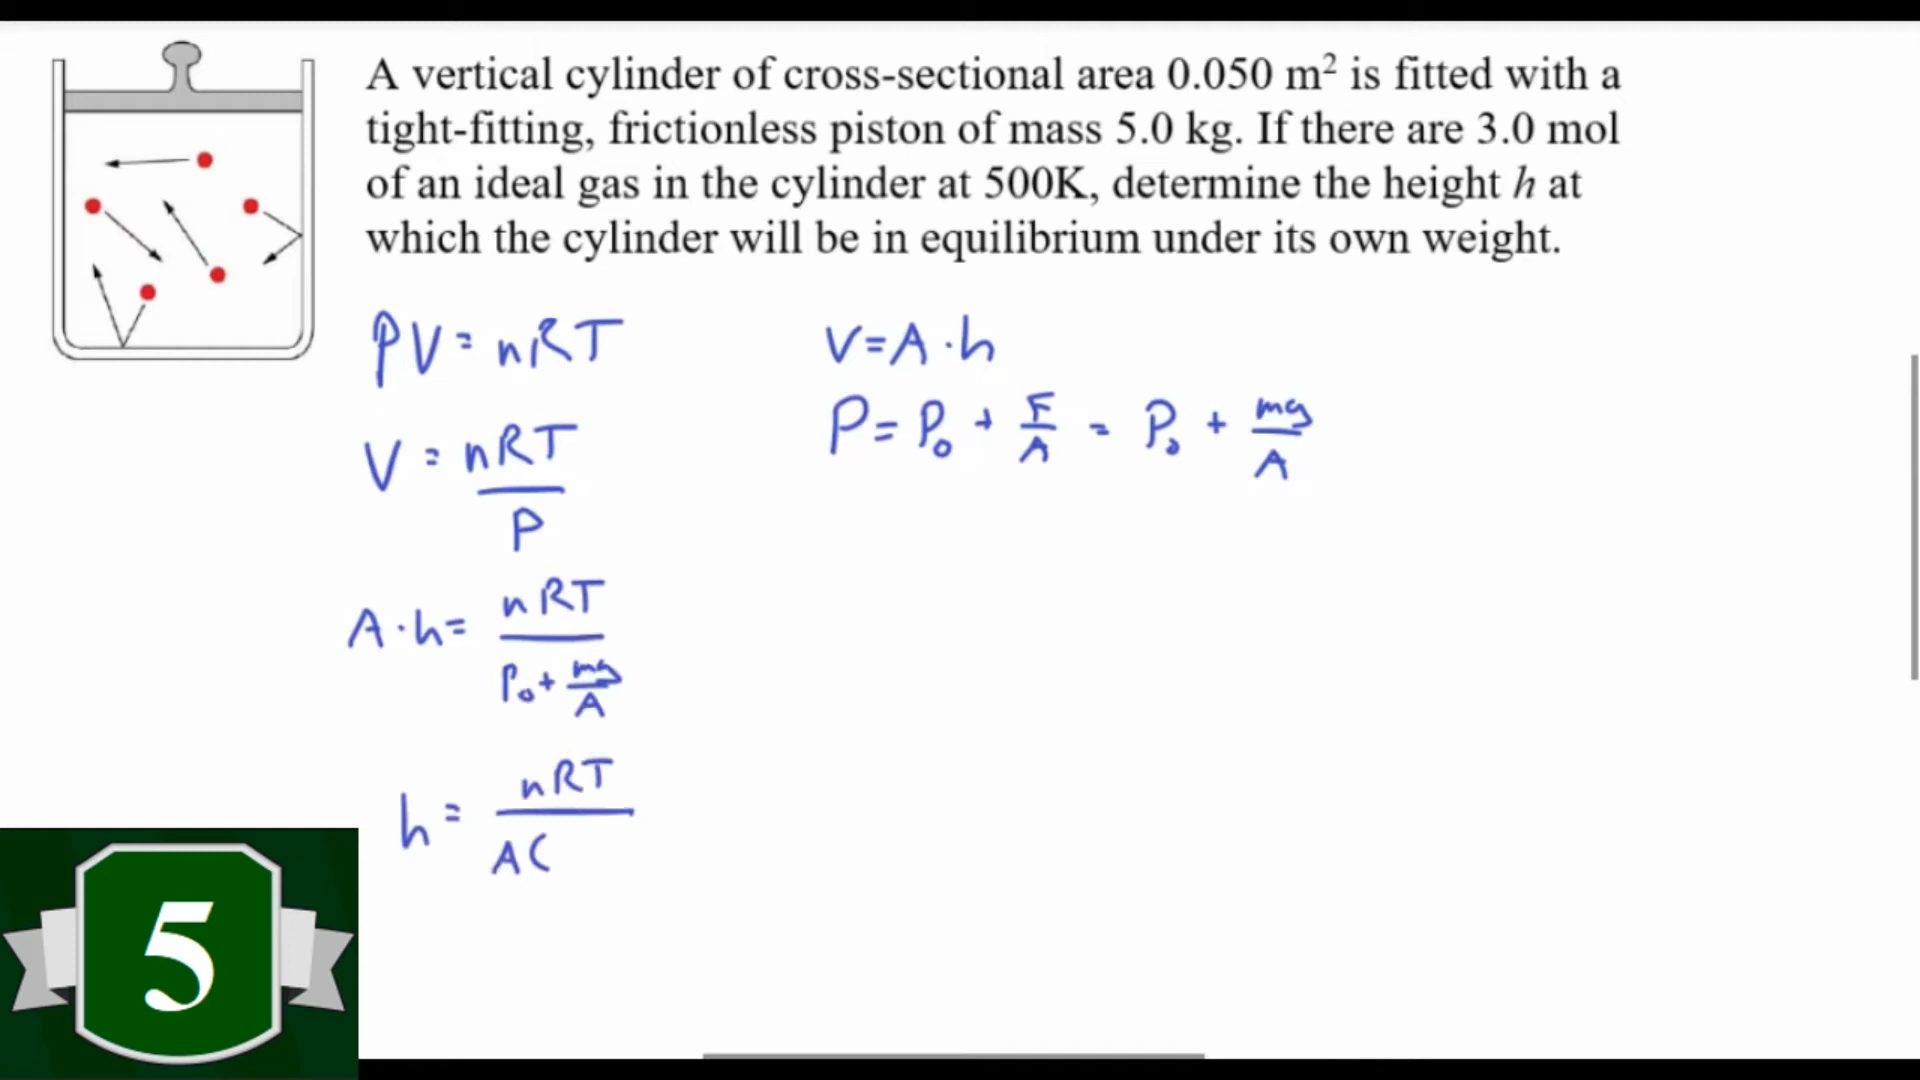 A vertical cylinder of cross-sectional area 0.050 m² is fitted with a
tight-fitting, frictionless piston of mass 5.0 kg. If there are 3.0 mol
of an ideal gas in the cylinder at 500K, determine the height h at
which the cylinder will be in equilibrium under its own weight.
PV = nRT
V = nRT / P
A · h = nRT / P₀ + mg/A
h = nRT / A(
V = A · h
P = P₀ + F/A = P₀ + mg/A
5